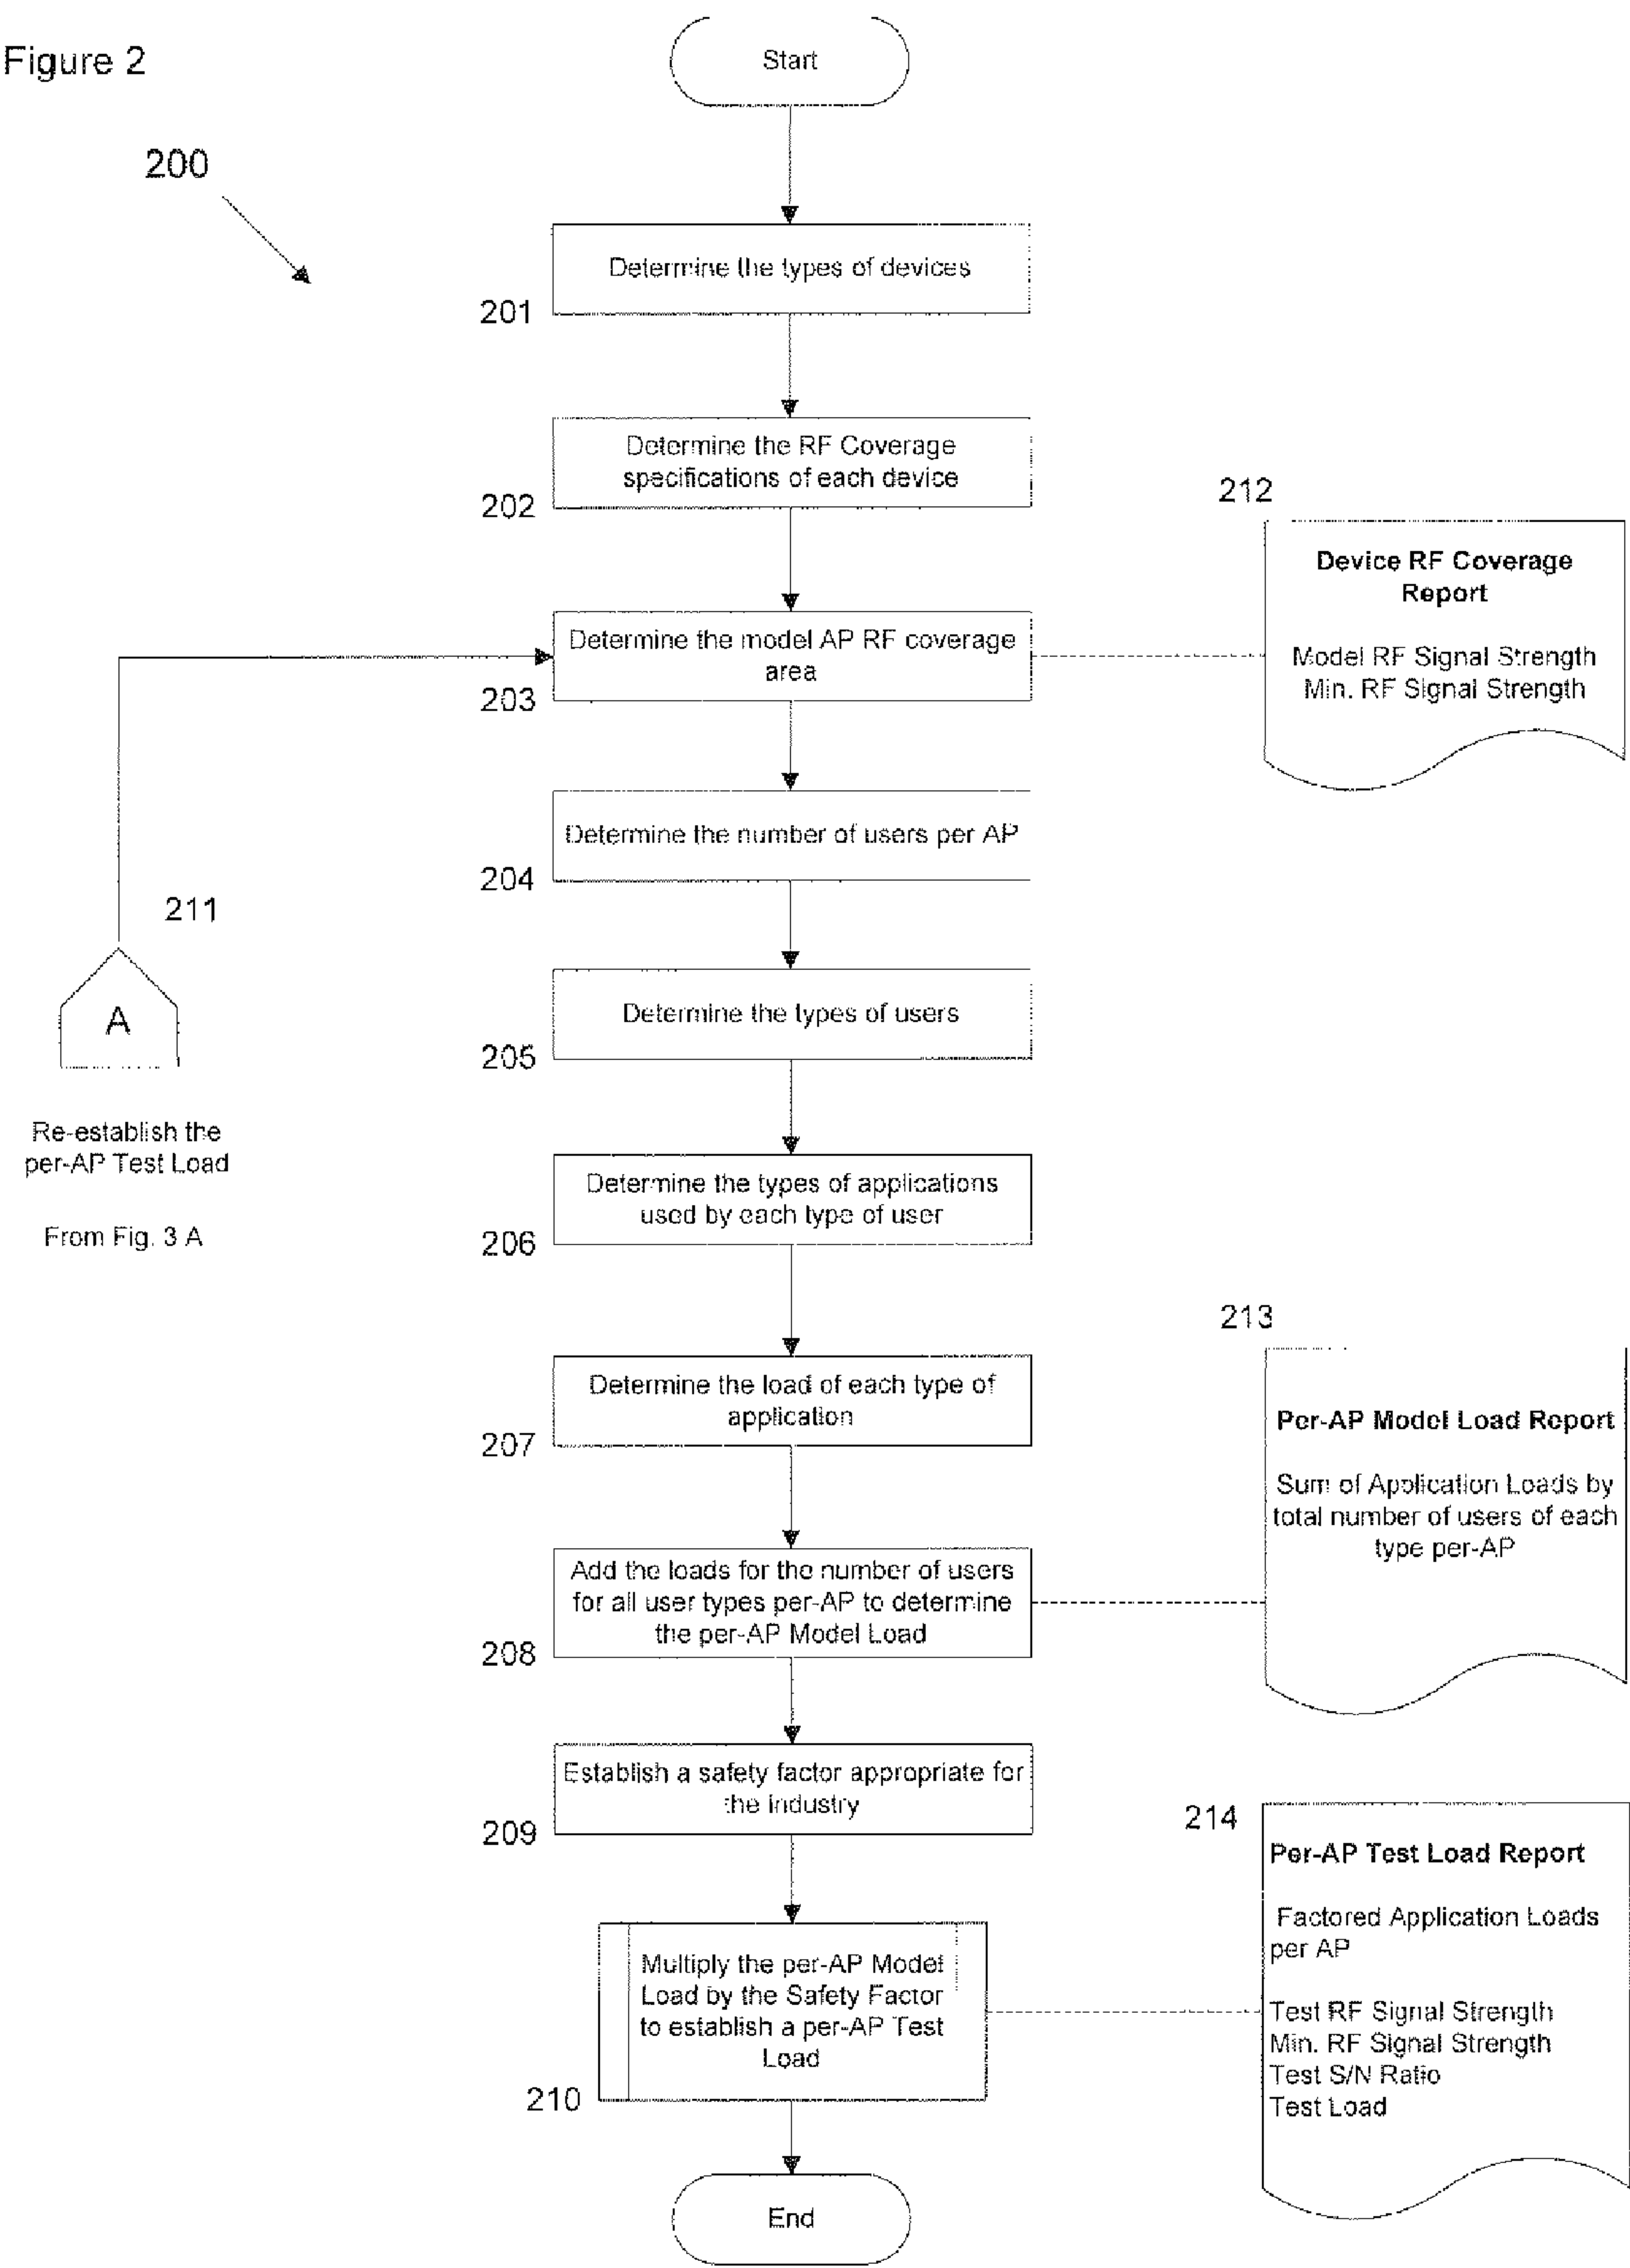 Figure 2
200
Start
Determine the types of devices
201
Determine the RF Coverage
specifications of each device
202
212
Device RF Coverage
Report
Model RF Signal Strength
Min. RF Signal Strength
Determine the model AP RF coverage
area
203
Determine the number of users per AP
204
211
A
Re-establish the
per-AP Test Load
From Fig. 3 A
Determine the types of users
205
Determine the types of applications
used by each type of user
206
Determine the load of each type of
application
207
213
Per-AP Model Load Report
Sum of Application Loads by
total number of users of each
type per-AP
Add the loads for the number of users
for all user types per-AP to determine
the per-AP Model Load
208
Establish a safety factor appropriate for
the industry
209
214
Per-AP Test Load Report
Factored Application Loads
per AP
Test RF Signal Strength
Min. RF Signal Strength
Test S/N Ratio
Test Load
Multiply the per-AP Model
Load by the Safety Factor
to establish a per-AP Test
Load
210
End